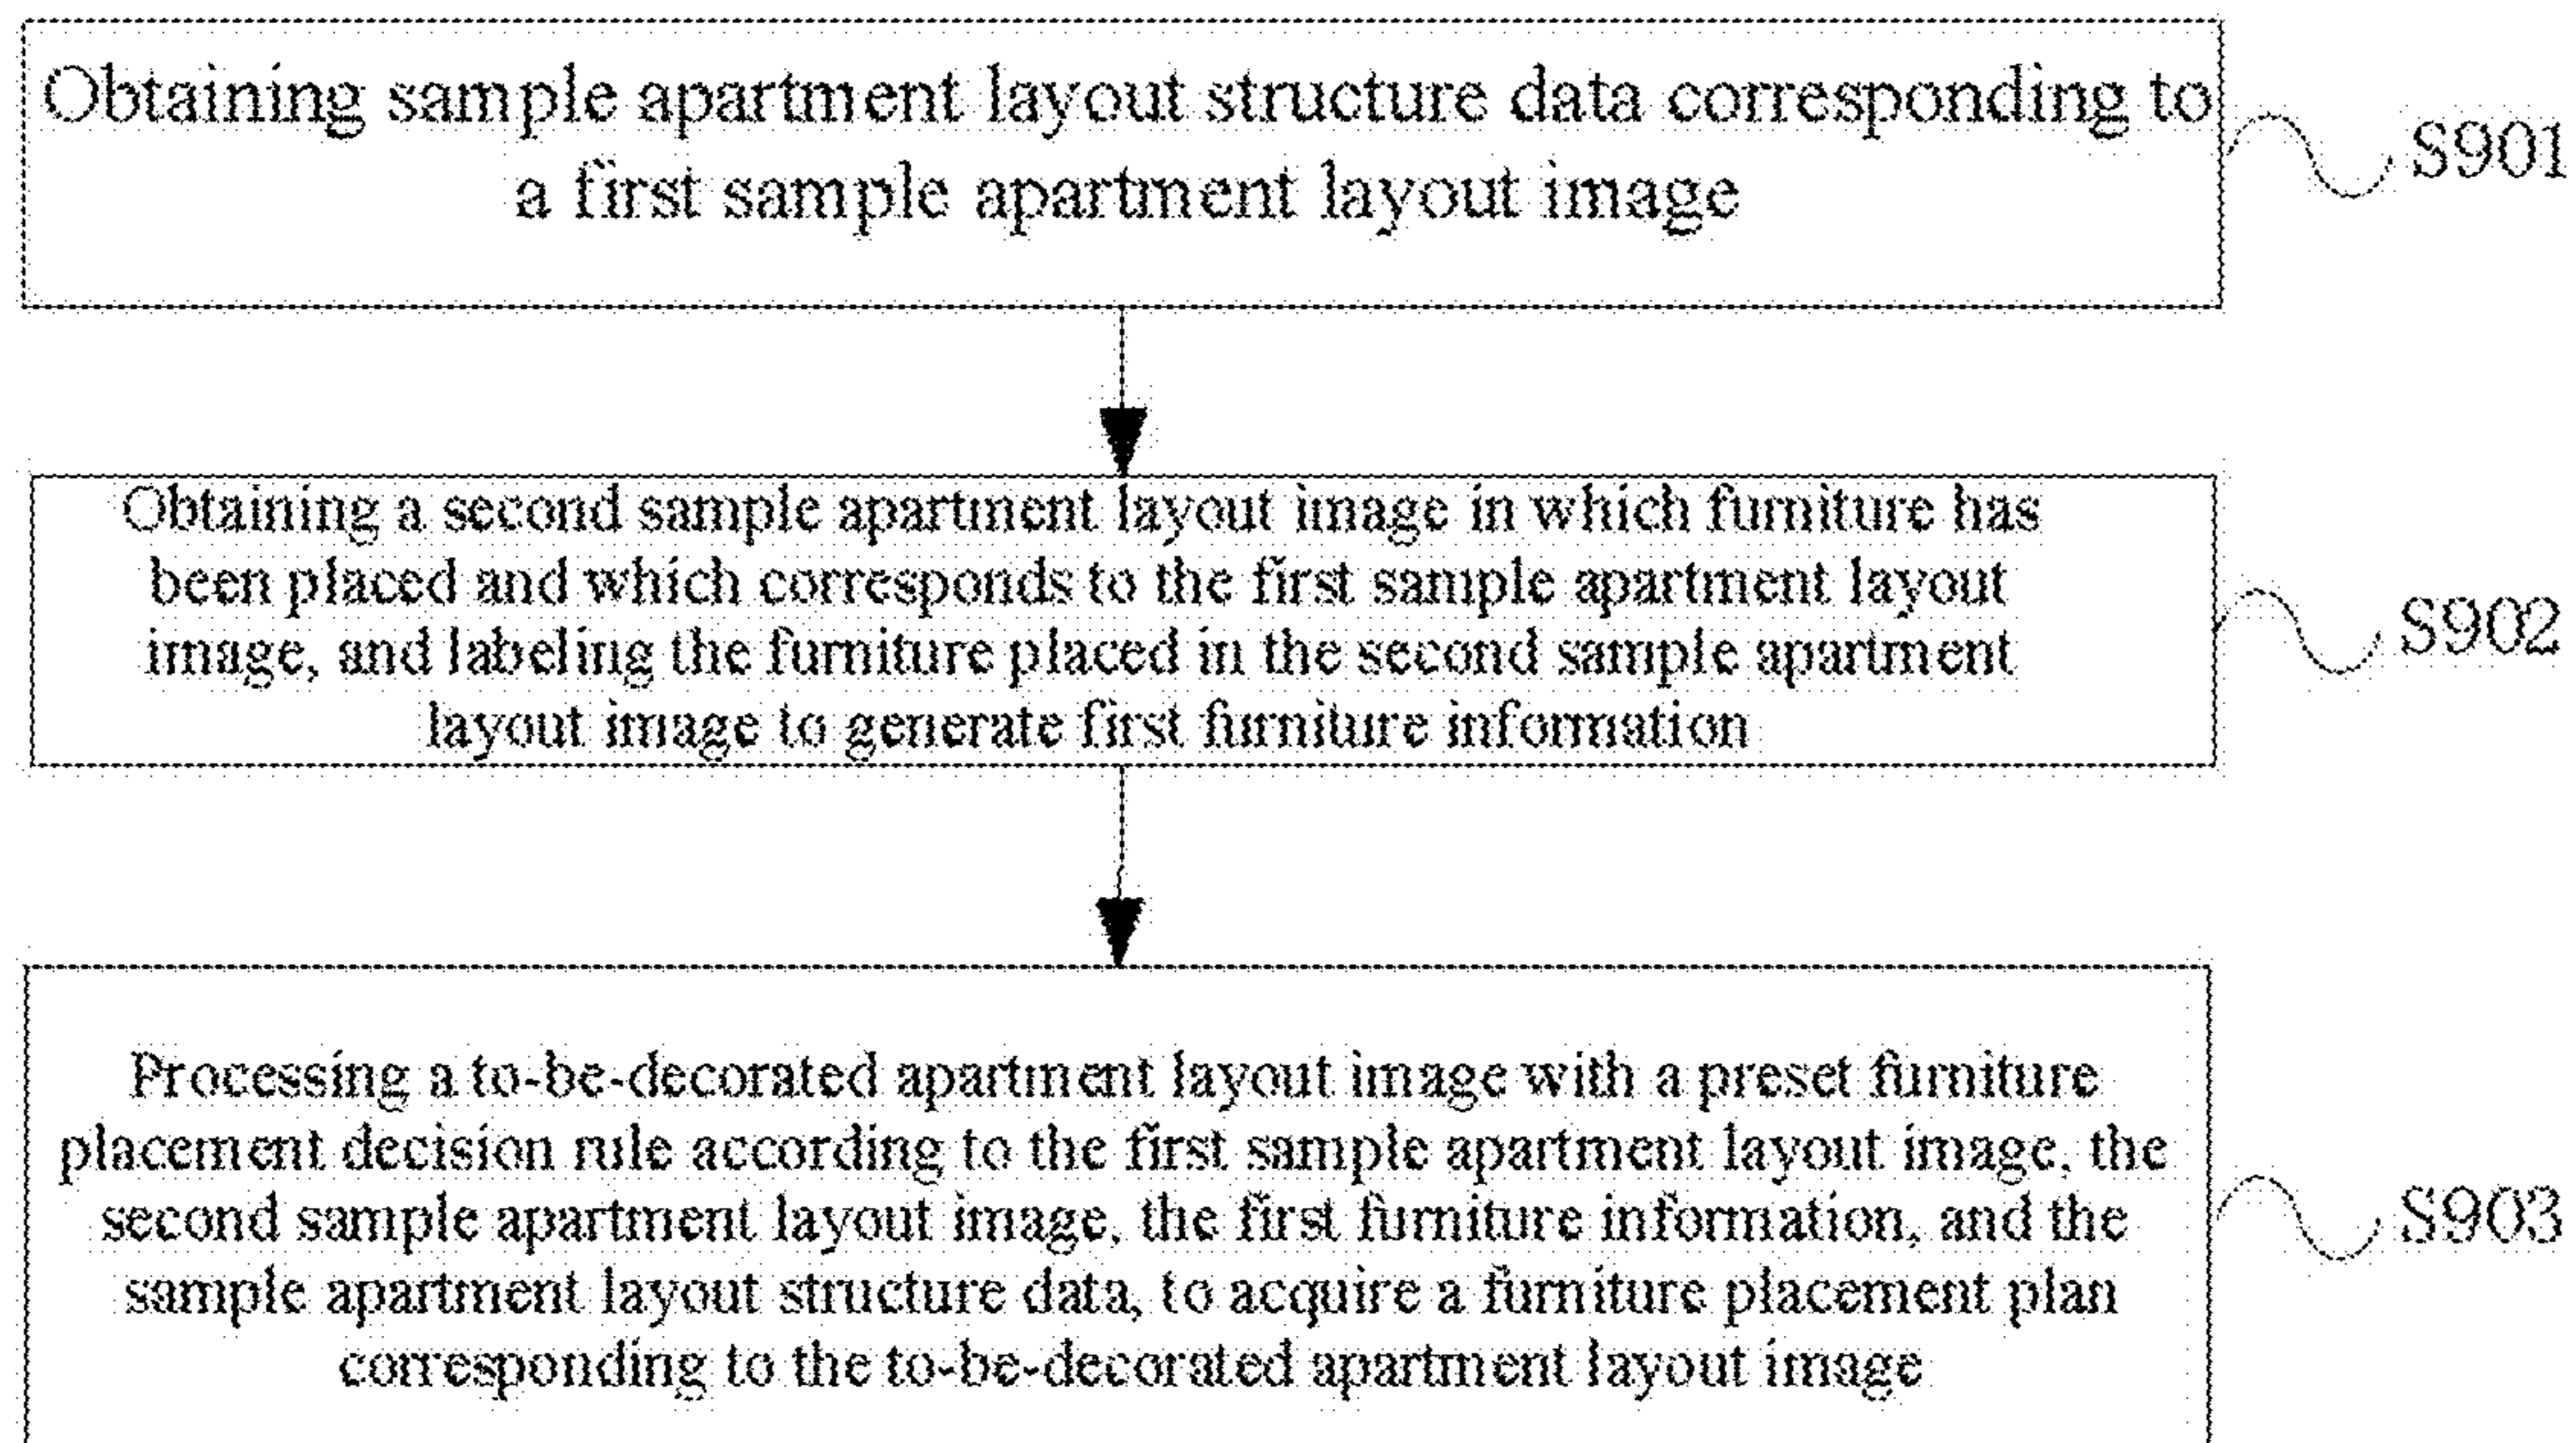 Obtaining sample apartment layout structure data corresponding to
a first sample apartment layout image
S901
Obtaining a second sample apartment layout image in which furniture has
been placed and which corresponds to the first sample apartment layout
image, and labeling the furniture placed in the second sample apartment
layout image to generate first furniture information
S902
Processing a to-be-decorated apartment layout image with a preset furniture
placement decision rule according to the first sample apartment layout image, the
second sample apartment layout image, the first furniture information, and the
sample apartment layout structure data, to acquire a furniture placement plan
corresponding to the to-be-decorated apartment layout image
S903